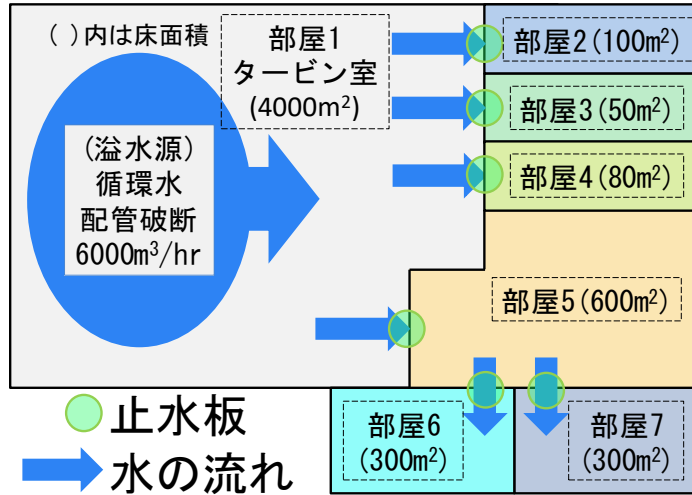 ( )内は床面積
部屋1
タービン室
(4000m²)
部屋2(100m²)
部屋3(50m²)
部屋4(80m²)
(溢水源)
循環水
配管破断
6000m³/hr
部屋5(600m²)
部屋6
(300m²)
部屋7
(300m²)
止水板
水の流れ